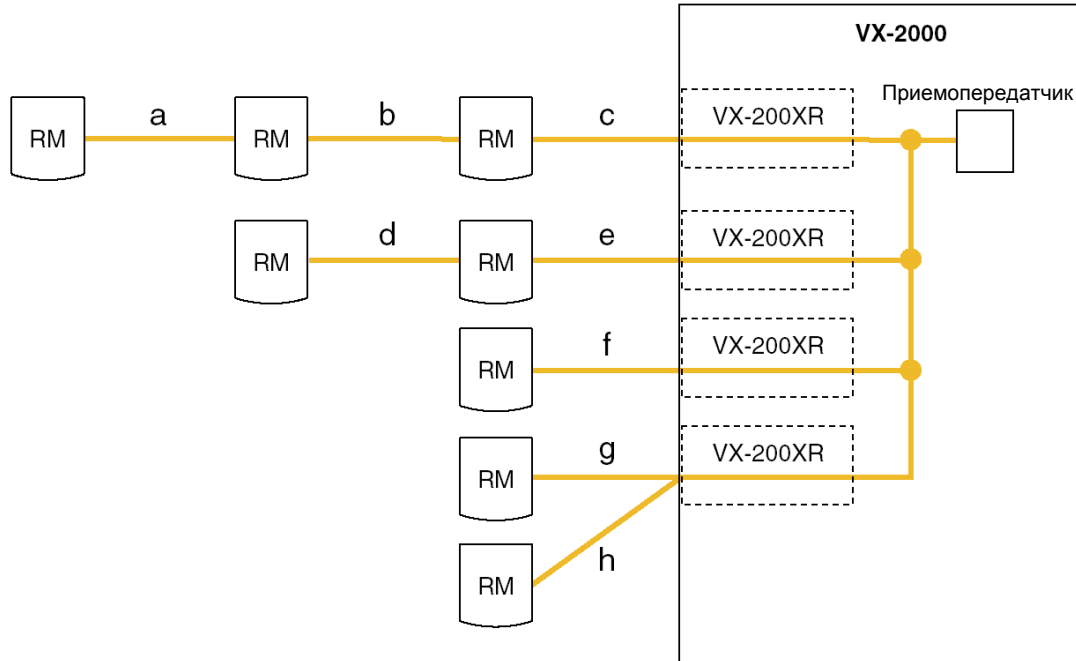 VX-2000
Приемопередатчик
RM a RM b RM c VX-200XR
RM d RM e VX-200XR
RM f VX-200XR
RM g VX-200XR
RM h